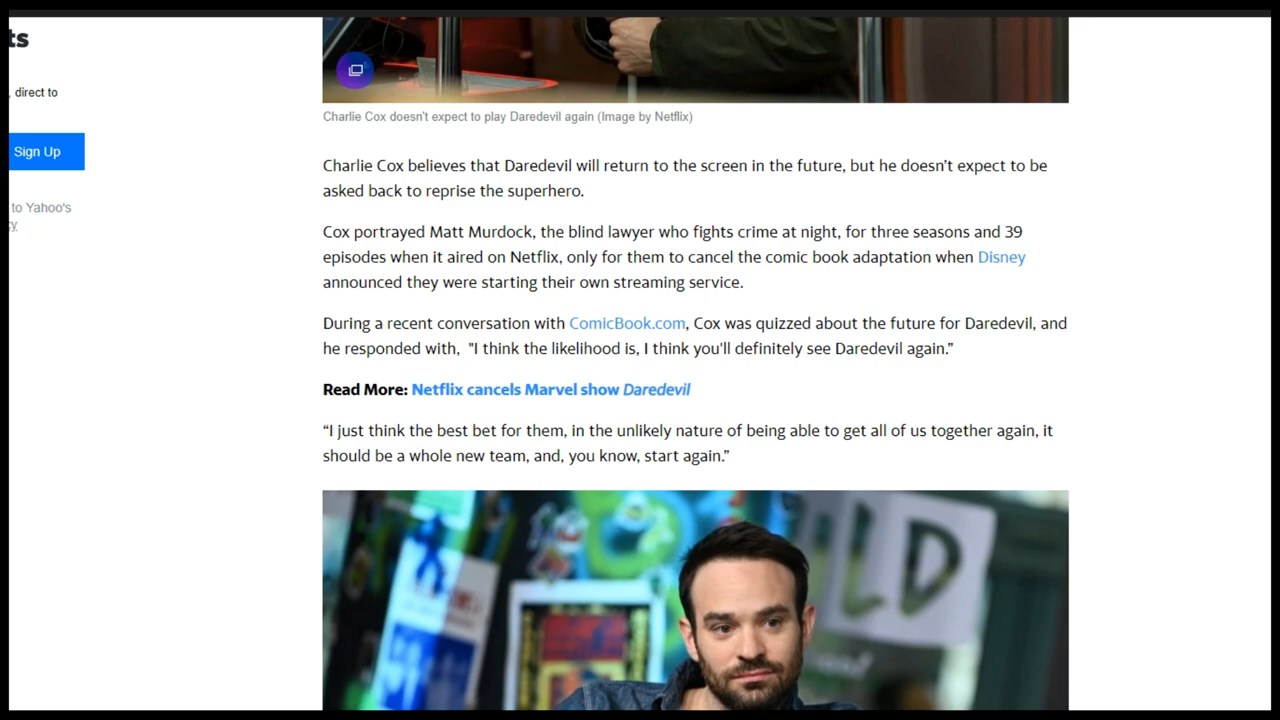 ts
, direct to
Sign Up
to Yahoo's
cy.
Charlie Cox doesn't expect to play Daredevil again (Image by Netflix)
Charlie Cox believes that Daredevil will return to the screen in the future, but he doesn’t expect to be
asked back to reprise the superhero.
Cox portrayed Matt Murdock, the blind lawyer who fights crime at night, for three seasons and 39
episodes when it aired on Netflix, only for them to cancel the comic book adaptation when Disney
announced they were starting their own streaming service.
During a recent conversation with ComicBook.com, Cox was quizzed about the future for Daredevil, and
he responded with,  "I think the likelihood is, I think you'll definitely see Daredevil again.”
Read More: Netflix cancels Marvel show Daredevil
“I just think the best bet for them, in the unlikely nature of being able to get all of us together again, it
should be a whole new team, and, you know, start again.”
LD